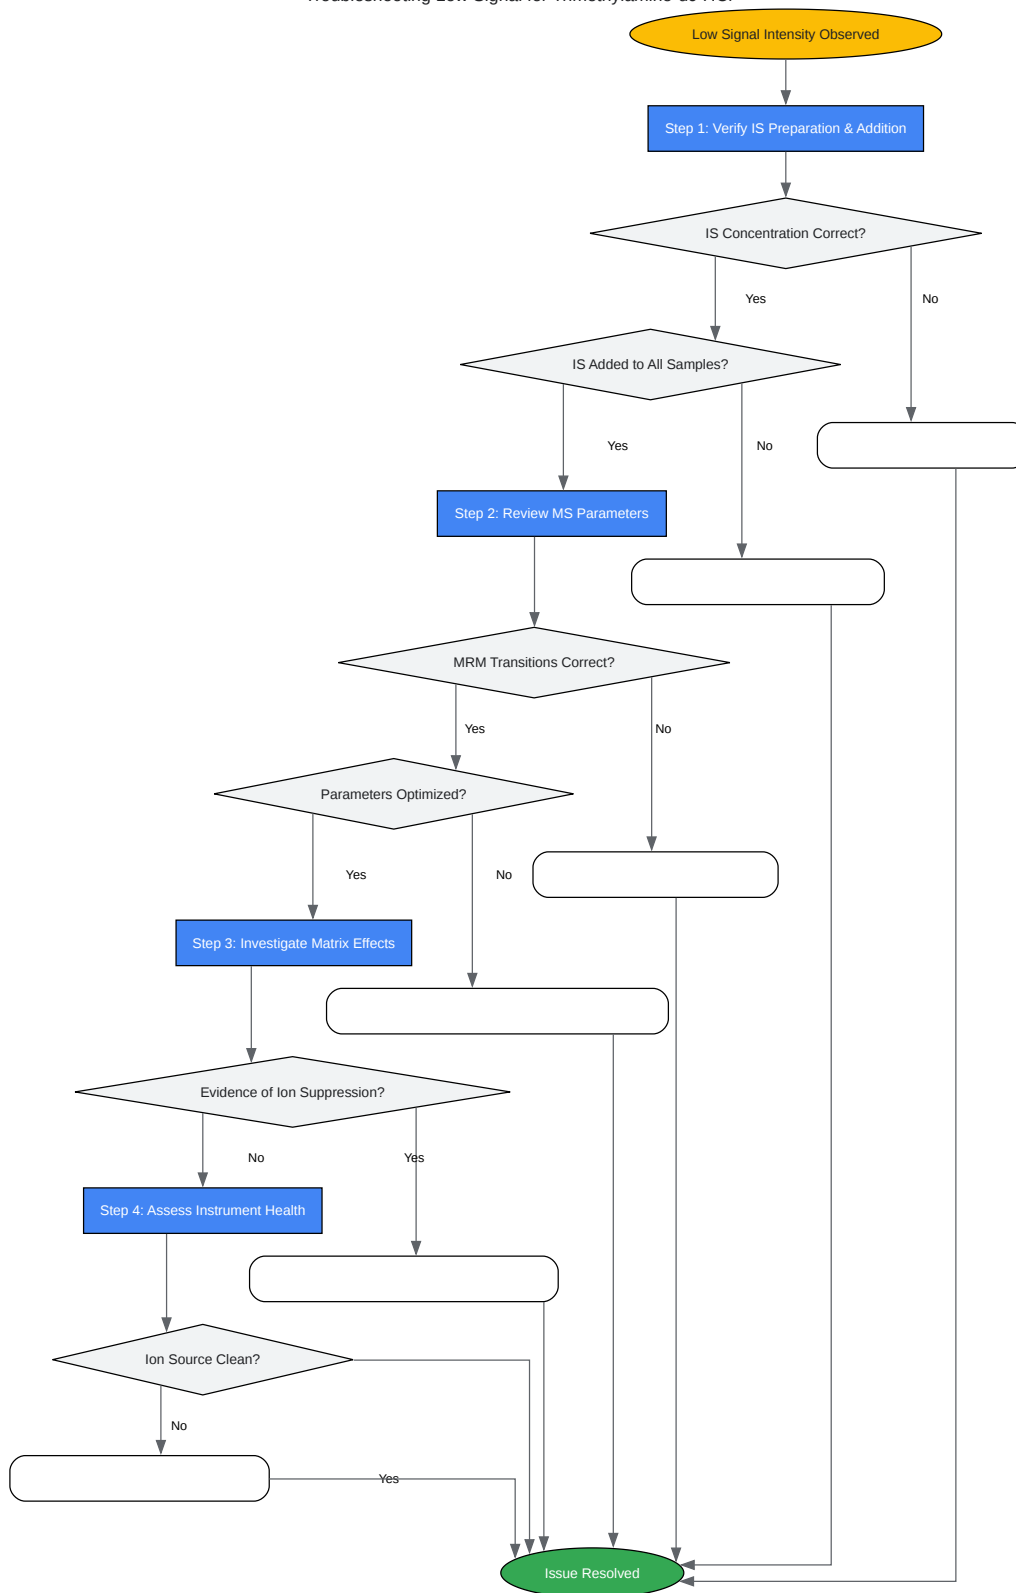 Low Signal Intensity Observed
Step 1: Verify IS Preparation & Addition
IS Concentration Correct?
Yes
No
IS Added to All Samples?
Yes
No
Step 2: Review MS Parameters
MRM Transitions Correct?
Yes
No
Parameters Optimized?
Yes
No
Step 3: Investigate Matrix Effects
Evidence of Ion Suppression?
No
Yes
Step 4: Assess Instrument Health
Ion Source Clean?
No
Yes
Issue Resolved